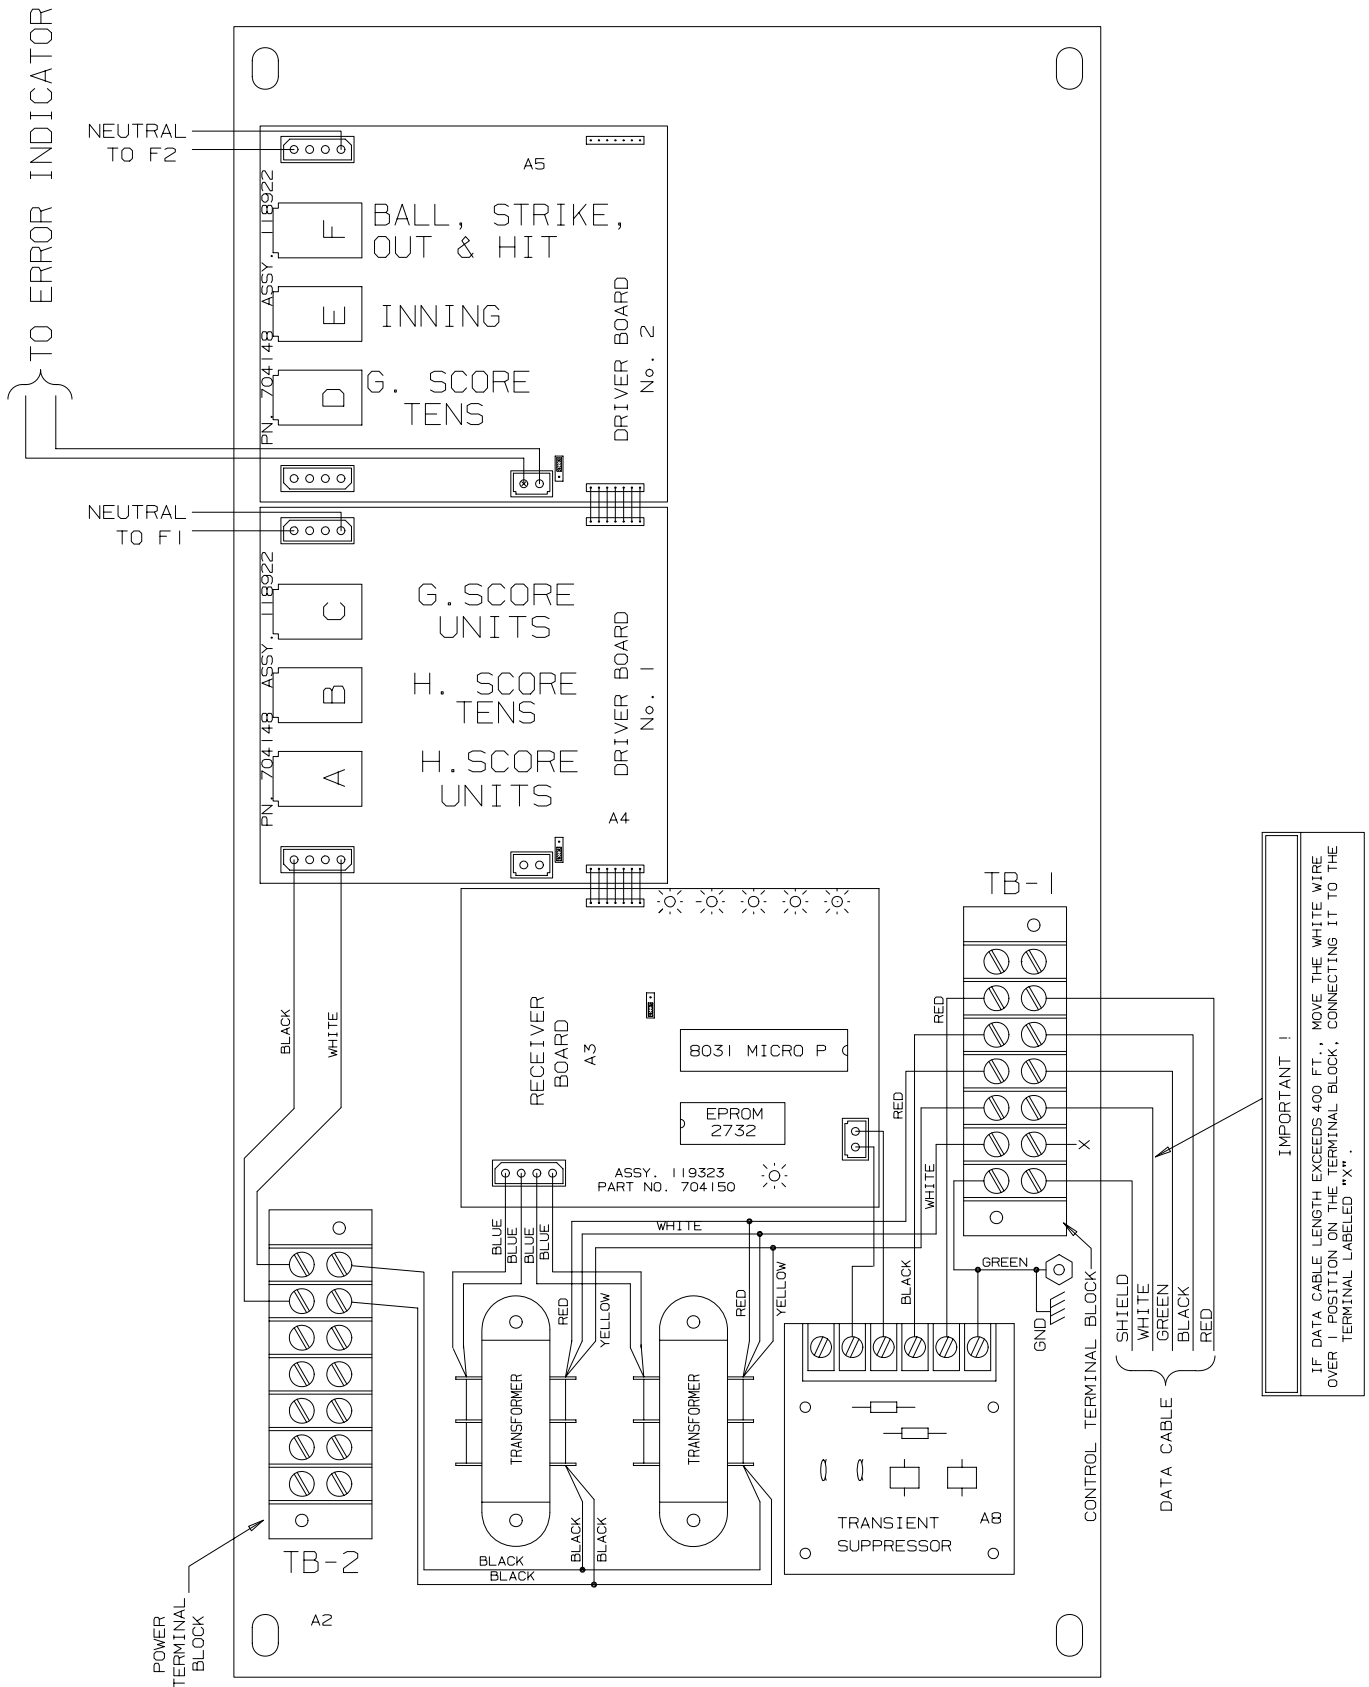 TO ERROR INDICATOR
NEUTRAL
TO F2
A5
PN. 704148 ASSY. 118922
F
BALL, STRIKE,
OUT & HIT
E
INNING
D
G. SCORE
TENS
DRIVER BOARD
No. 2
NEUTRAL
TO F1
PN. 704148 ASSY. 118922
C
G.SCORE
UNITS
B
H. SCORE
TENS
A
H.SCORE
UNITS
DRIVER BOARD
No. 1
A4
BLACK
WHITE
RECEIVER
BOARD
A3
8031 MICRO P
EPROM
2732
ASSY. 119323
PART NO. 704150
TB-1
RED
RED
WHITE
X
BLUE
BLUE
BLUE
BLUE
WHITE
RED
YELLOW
RED
YELLOW
BLACK
GREEN
GND
TRANSFORMER
TRANSFORMER
BLACK
BLACK
BLACK
BLACK
TRANSIENT
SUPPRESSOR
A8
CONTROL TERMINAL BLOCK
SHIELD
WHITE
GREEN
BLACK
RED
DATA CABLE
TB-2
A2
POWER
TERMINAL
BLOCK
IMPORTANT !
IF DATA CABLE LENGTH EXCEEDS 400 FT., MOVE THE WHITE WIRE
OVER 1 POSITION ON THE TERMINAL BLOCK, CONNECTING IT TO THE
TERMINAL LABELED "X".